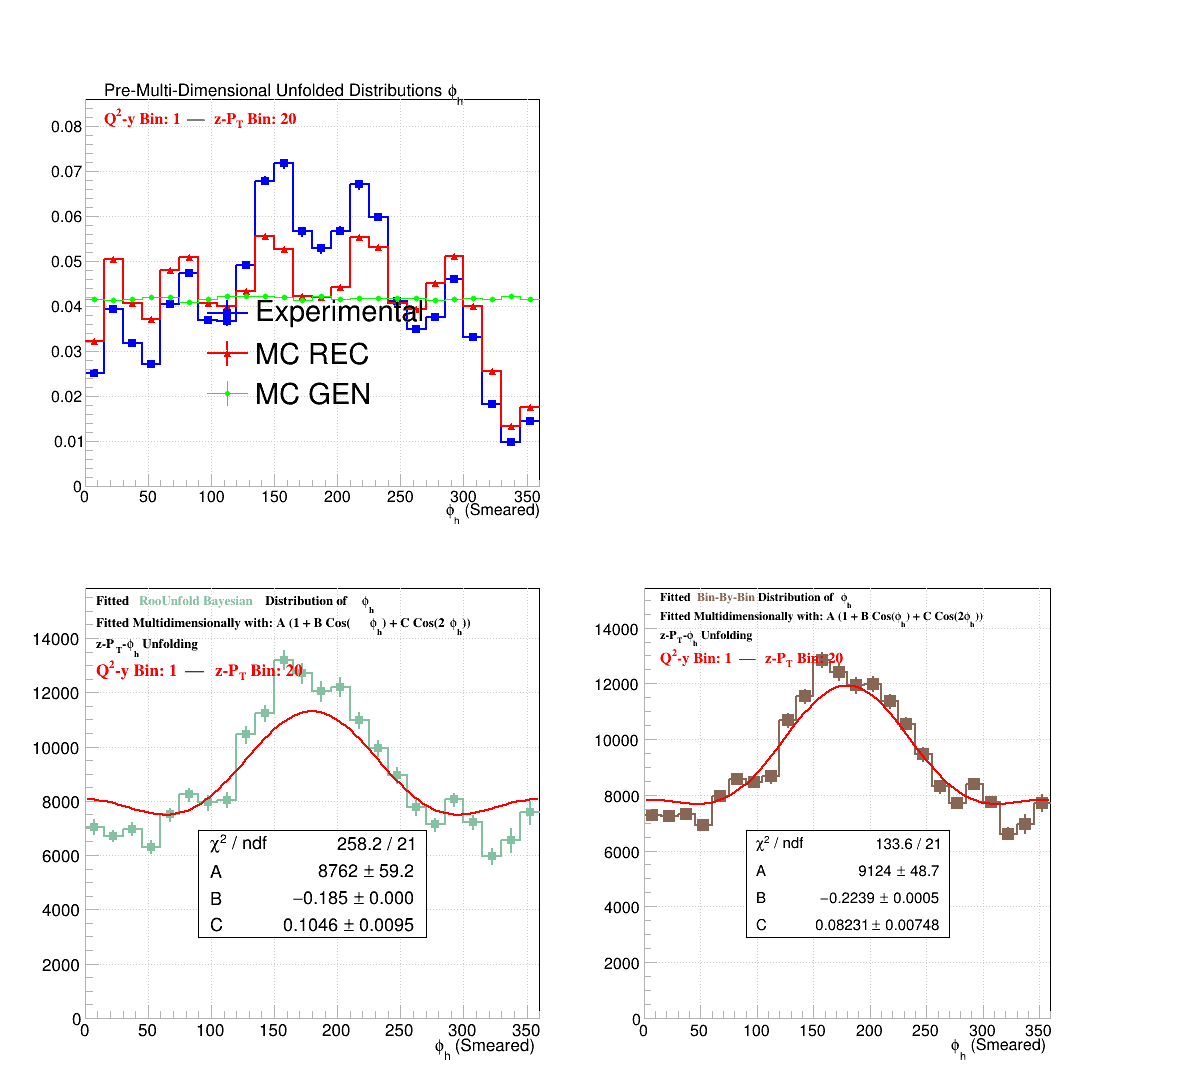 Pre-Multi-Dimensional Unfolded Distributions ϕh
Q2-y Bin: 1 — z-PT Bin: 20
0.08
0.07
0.06
0.05
0.04
0.03
0.02
0.01
0
Experimental
MC REC
MC GEN
0 50 100 150 200 250 300 350
ϕh (Smeared)
Fitted RooUnfold Bayesian Distribution of ϕh
Fitted Multidimensionally with: A (1 + B Cos( ϕh) + C Cos(2 ϕh))
z-PT-ϕh Unfolding
Q2-y Bin: 1 — z-PT Bin: 20
14000
12000
10000
8000
6000
4000
2000
0
χ2 / ndf 258.2 / 21
A 8762 ± 59.2
B −0.185 ± 0.000
C 0.1046 ± 0.0095
0 50 100 150 200 250 300 350
ϕh (Smeared)
Fitted Bin-By-Bin Distribution of ϕh
Fitted Multidimensionally with: A (1 + B Cos(ϕh) + C Cos(2ϕh))
z-PT-ϕh Unfolding
Q2-y Bin: 1 — z-PT Bin: 20
14000
12000
10000
8000
6000
4000
2000
0
χ2 / ndf 133.6 / 21
A 9124 ± 48.7
B −0.2239 ± 0.0005
C 0.08231 ± 0.00748
0 50 100 150 200 250 300 350
ϕh (Smeared)